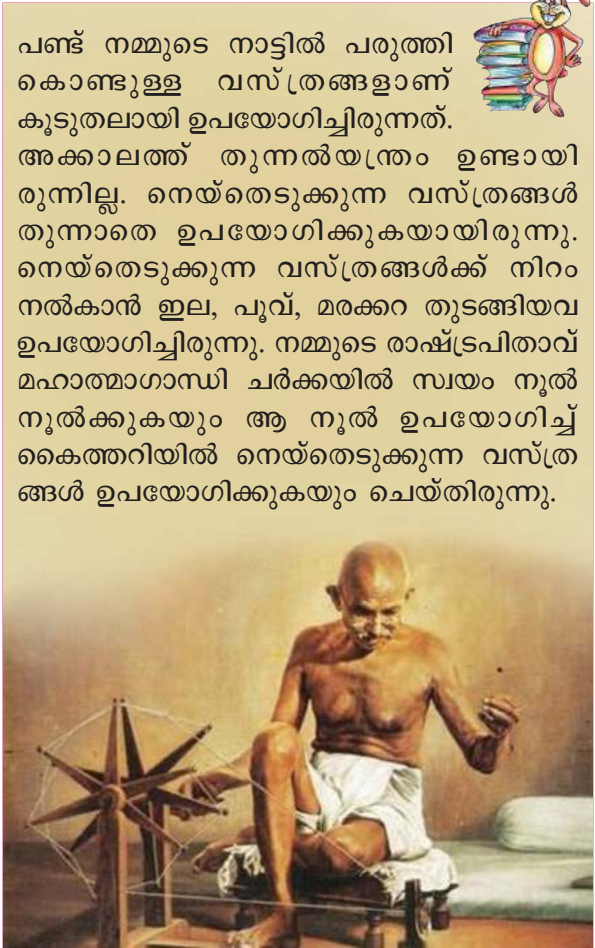 പണ്ട് നമ്മുടെ നാട്ടിൽ പരുത്തി
കൊണ്ടുള്ള വസ്ത്രങ്ങളാണ്
കൂടുതലായി ഉപയോഗിച്ചിരുന്നത്.
അക്കാലത്ത് തുന്നൽയന്ത്രം ഉണ്ടായി
രുന്നില്ല. നെയ്തെടുക്കുന്ന വസ്ത്രങ്ങൾ
തുന്നാതെ ഉപയോഗിക്കുകയായിരുന്നു.
നെയ്തെടുക്കുന്ന വസ്ത്രങ്ങൾക്ക് നിറം
നൽകാൻ ഇല, പൂവ്, മരക്കറ തുടങ്ങിയവ
ഉപയോഗിച്ചിരുന്നു. നമ്മുടെ രാഷ്ട്രപിതാവ്
മഹാത്മാഗാന്ധി ചർക്കയിൽ സ്വയം നൂൽ
നൂൽക്കുകയും ആ നൂൽ ഉപയോഗിച്ച്
കൈത്തറിയിൽ നെയ്തെടുക്കുന്ന വസ്ത്ര
ങ്ങൾ ഉപയോഗിക്കുകയും ചെയ്തിരുന്നു.